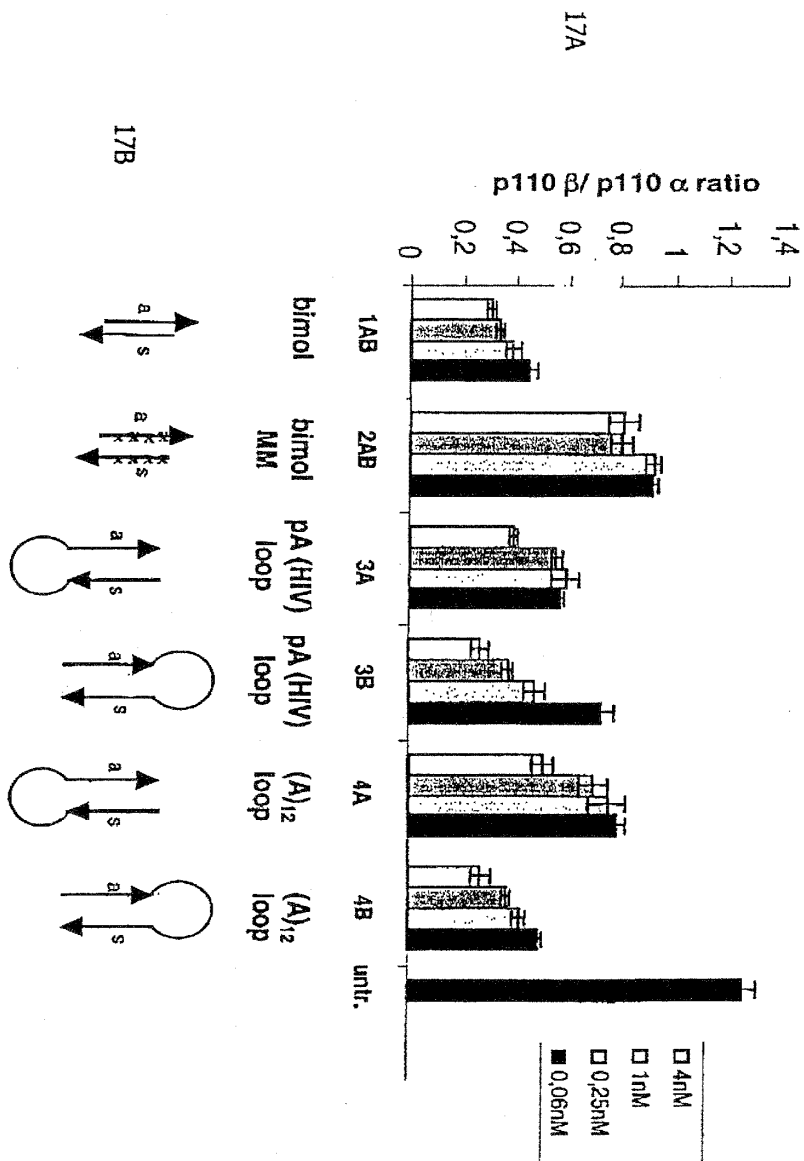 17A
p110 β/ p110 α ratio
1,4
1,2
1
0,8
0,6
0,4
0,2
0
4nM
1nM
0,25nM
0,06nM
1AB
2AB
3A
3B
4A
4B
untr.
bimol
bimol
MM
pA (HIV)
loop
pA (HIV)
loop
(A)12
loop
(A)12
loop
17B
a
s
a
s
a
s
a
s
a
s
a
s